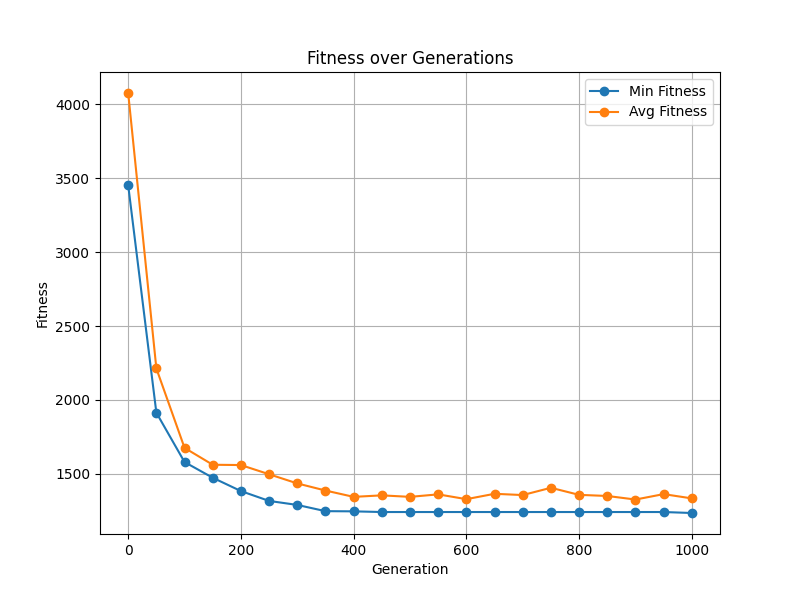 Fitness over Generations
Min Fitness
Avg Fitness
Fitness
4000
3500
3000
2500
2000
1500
0 200 400 600 800 1000
Generation